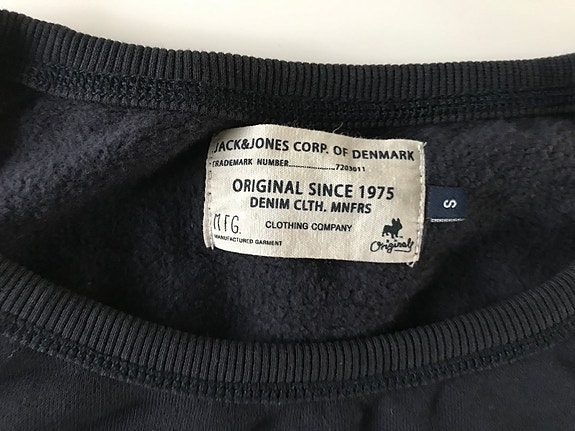 JACK&JONES CORP. OF DENMARK
TRADEMARK NUMBER....................7203011
ORIGINAL SINCE 1975
DENIM CLTH. MNFRS
MFG. CLOTHING COMPANY
MANUFACTURED GARMENT
Originals
S